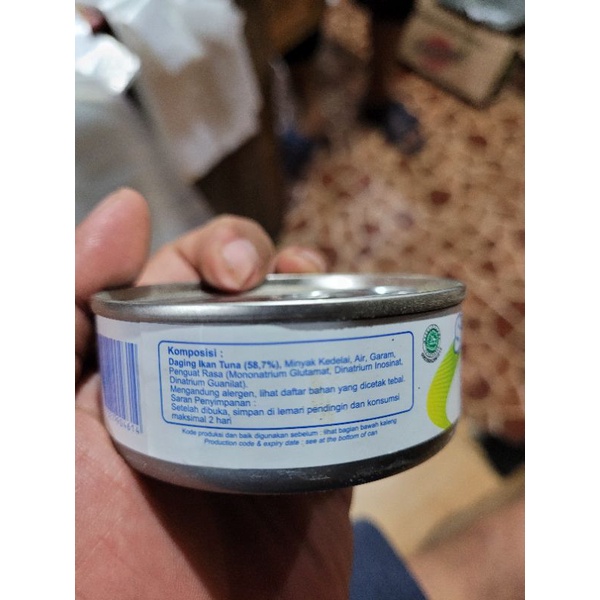 Komposisi :
Daging Ikan Tuna (58,7%), Minyak Kedelai, Air, Garam,
Penguat Rasa (Mononatrium Glutamat, Dinatrium Inosinat,
Dinatrium Guanilat).
Mengandung alergen, lihat daftar bahan yang dicetak tebal.
Saran Penyimpanan :
Setelah dibuka, simpan di lemari pendingin dan konsumsi
maksimal 2 hari
Kode produksi dan baik digunakan sebelum : lihat bagian bawah kaleng
Production code & expiry date : see at the bottom of can